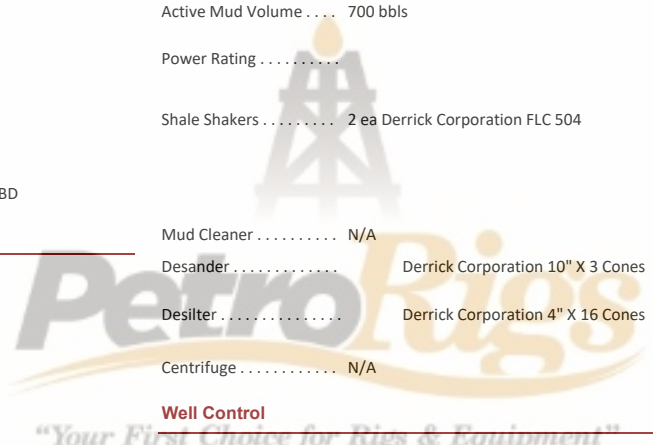 Active Mud Volume . . . . 700 bbls
Power Rating . . . . . . . . . .
Shale Shakers . . . . . . . . . 2 ea Derrick Corporation FLC 504
BD
Mud Cleaner . . . . . . . . . . N/A
Desander . . . . . . . . . . . . . Derrick Corporation 10" X 3 Cones
Desilter . . . . . . . . . . . . . . . Derrick Corporation 4" X 16 Cones
PetroRigs
Centrifuge . . . . . . . . . . . . N/A
Well Control
"Your First Choice for Rigs & Equipment"